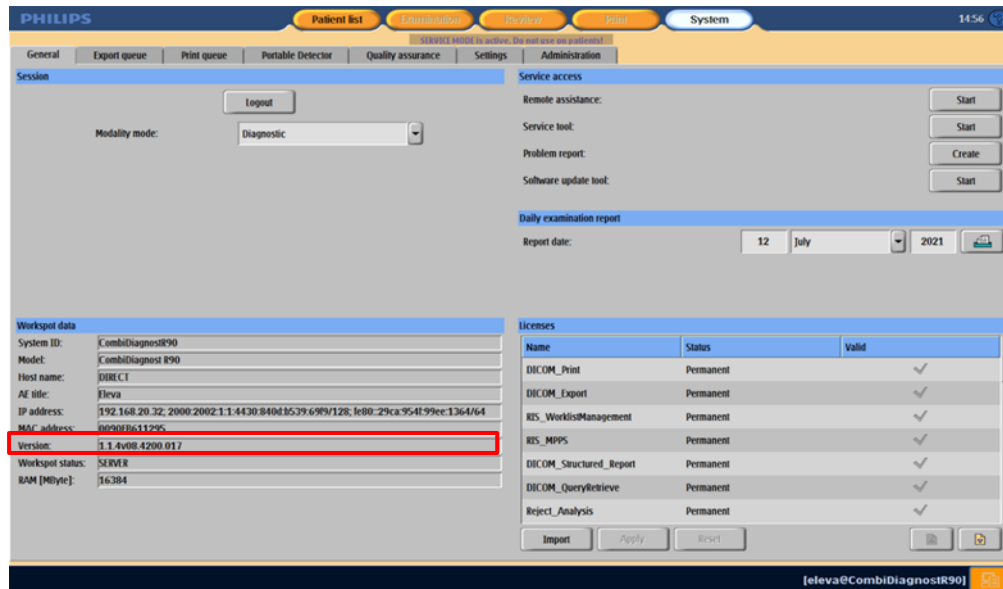 PHILIPS
Patient list
Examination
Review
Print
System
14:56
SERVICE MODE is active. Do not use on patients!
General
Export queue
Print queue
Portable Detector
Quality assurance
Settings
Administration
Session
Logout
Modality mode:
Diagnostic
Service access
Remote assistance:
Start
Service tool:
Start
Problem report:
Create
Software update tool:
Start
Daily examination report
Report date:
12
July
2021
Workspot data
System ID: CombiDiagnostR90
Model: CombiDiagnost R90
Host name: DIRECT
AE title: Eleva
IP address: 192.168.20.32; 2000:2002:1:1:4430:840d:b539:69f9/128; fe80::29ca:954f:99ee:1364/64
MAC address: 0090FB611295
Version: 1.1.4v08.4200.017
Workspot status: SERVER
RAM [MByte]: 16384
Licenses
Name Status Valid
DICOM_Print Permanent
DICOM_Export Permanent
RIS_WorklistManagement Permanent
RIS_MPPS Permanent
DICOM_Structured_Report Permanent
DICOM_QueryRetrieve Permanent
Reject_Analysis Permanent
Import
Apply
Reset
[eleva@CombiDiagnostR90]